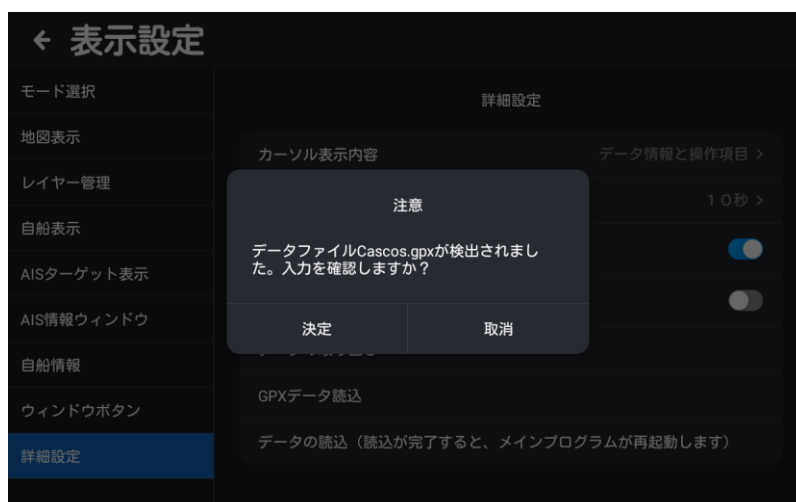 ← 表示設定
モード選択
地図表示
レイヤー管理
自船表示
AISターゲット表示
AIS情報ウィンドウ
自船情報
ウィンドウボタン
詳細設定
詳細設定
カーソル表示内容 データ情報と操作項目 >
10秒 >
注意
データファイルCascos.gpxが検出されまし
た。入力を確認しますか？
決定 取消
GPXデータ読込
データの読込（読込が完了すると、メインプログラムが再起動します）